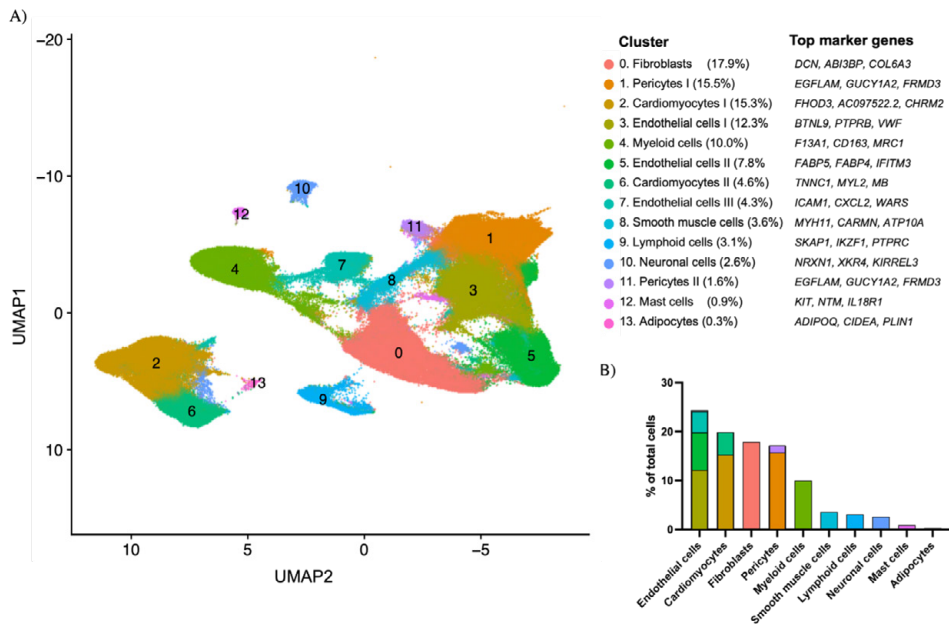 A)
−20
−10
0
10
UMAP1
10
5
0
−5
UMAP2
12
10
11
1
4
7
8
3
0
5
2
13
6
9
Cluster Top marker genes
0. Fibroblasts (17.9%) DCN, ABI3BP, COL6A3
1. Pericytes I (15.5%) EGFLAM, GUCY1A2, FRMD3
2. Cardiomyocytes I (15.3%) FHOD3, AC097522.2, CHRM2
3. Endothelial cells I (12.3% BTNL9, PTPRB, VWF
4. Myeloid cells (10.0%) F13A1, CD163, MRC1
5. Endothelial cells II (7.8% FABP5, FABP4, IFITM3
6. Cardiomyocytes II (4.6%) TNNC1, MYL2, MB
7. Endothelial cells III (4.3%) ICAM1, CXCL2, WARS
8. Smooth muscle cells (3.6%) MYH11, CARMN, ATP10A
9. Lymphoid cells (3.1%) SKAP1, IKZF1, PTPRC
10. Neuronal cells (2.6%) NRXN1, XKR4, KIRREL3
11. Pericytes II (1.6%) EGFLAM, GUCY1A2, FRMD3
12. Mast cells (0.9%) KIT, NTM, IL18R1
13. Adipocytes (0.3%) ADIPOQ, CIDEA, PLIN1
B)
30
20
10
0
% of total cells
Endothelial cells
Cardiomyocytes
Fibroblasts
Pericytes
Myeloid cells
Smooth muscle cells
Lymphoid cells
Neuronal cells
Mast cells
Adipocytes